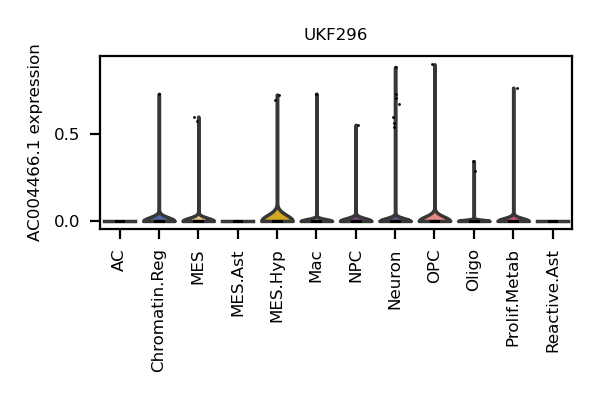 UKF296
AC004466.1 expression
0.5
0.0
AC
Chromatin.Reg
MES
MES.Ast
MES.Hyp
Mac
NPC
Neuron
OPC
Oligo
Prolif.Metab
Reactive.Ast